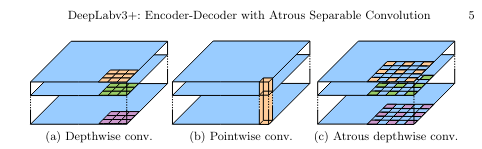 DeepLabv3+: Encoder-Decoder with Atrous Separable Convolution 5
(a) Depthwise conv. (b) Pointwise conv. (c) Atrous depthwise conv.